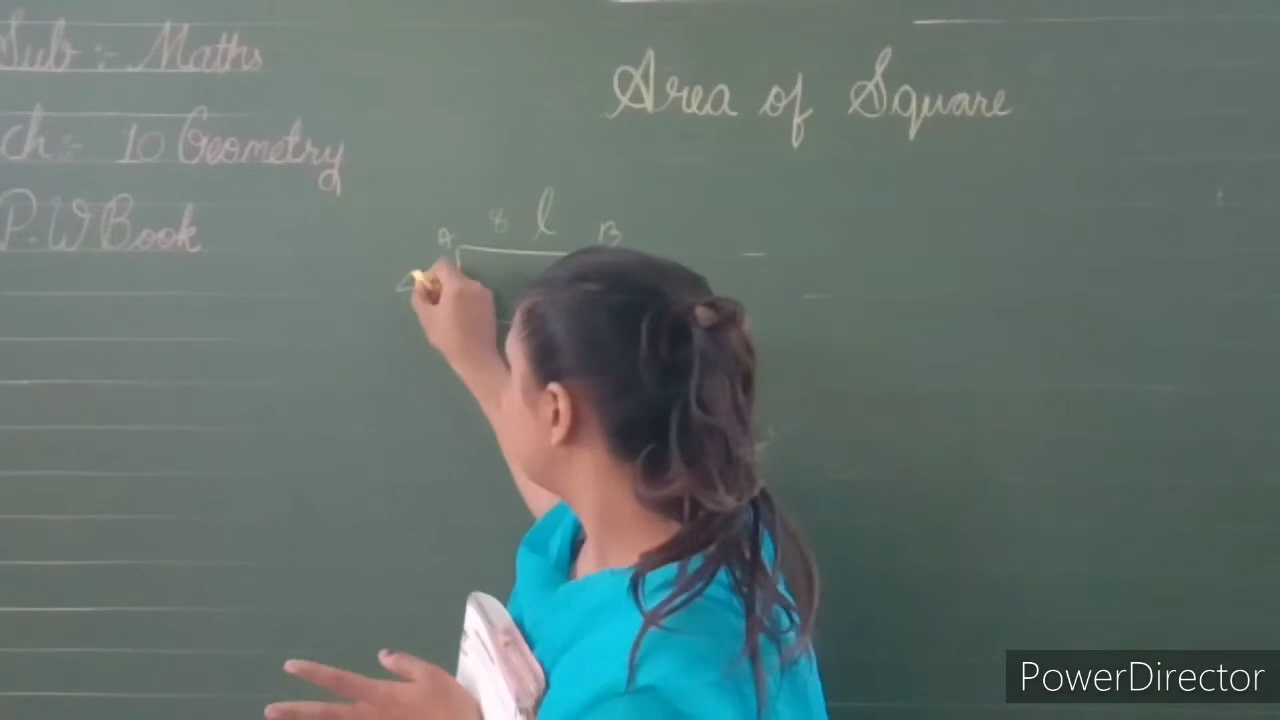 Sub :- Maths
ch :- 10 Geometry
P.W Book
Area of Square
8 l
A B
PowerDirector